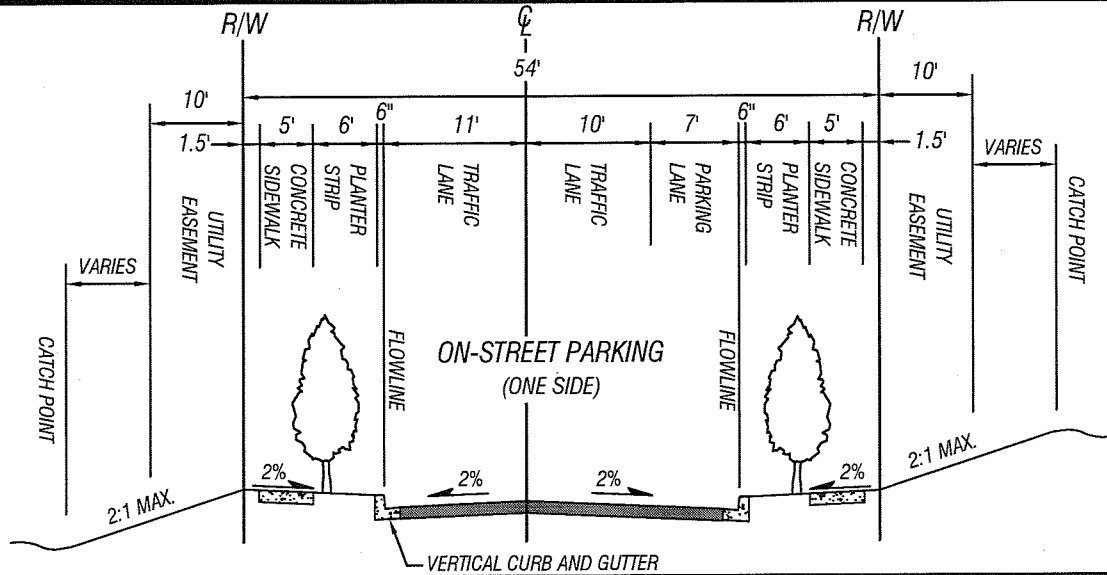 R/W
℄
R/W
54'
10'
10'
6"
6"
5'
6'
11'
10'
7'
6'
5'
1.5'
1.5'
VARIES
VARIES
UTILITY
EASEMENT
CONCRETE
SIDEWALK
PLANTER
STRIP
TRAFFIC
LANE
TRAFFIC
LANE
PARKING
LANE
PLANTER
STRIP
CONCRETE
SIDEWALK
UTILITY
EASEMENT
CATCH POINT
CATCH POINT
FLOWLINE
FLOWLINE
ON-STREET PARKING
(ONE SIDE)
2:1 MAX.
2%
2%
2%
2%
2:1 MAX.
VERTICAL CURB AND GUTTER